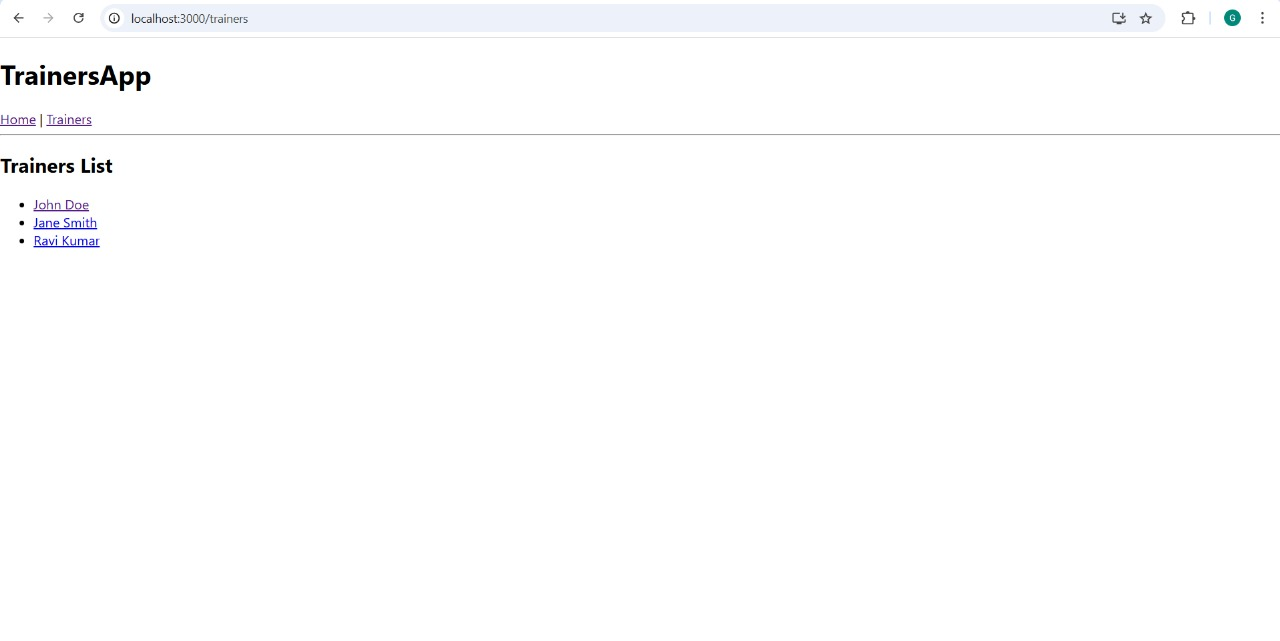 localhost:3000/trainers
G
TrainersApp
Home | Trainers
Trainers List
John Doe
Jane Smith
Ravi Kumar